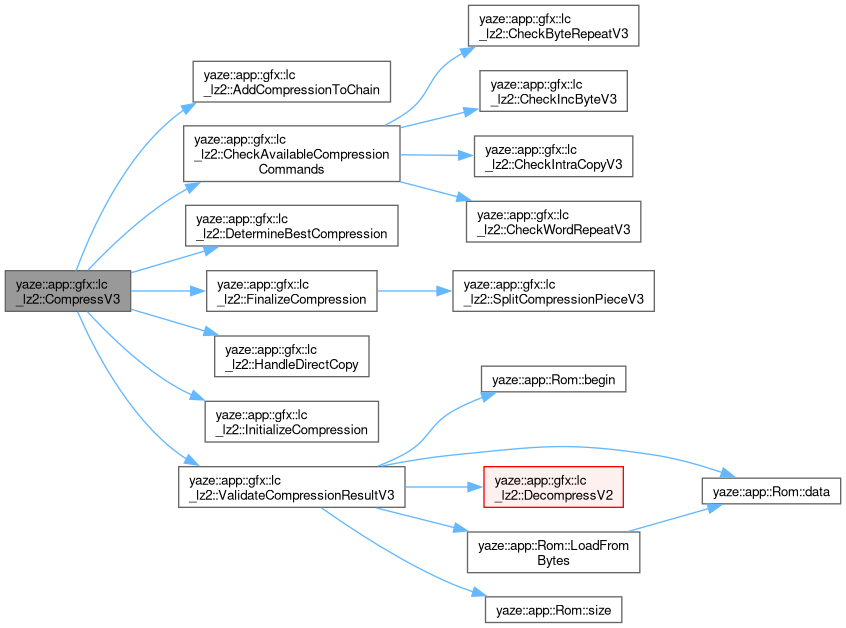 yaze::app::gfx::lc
_lz2::CompressV3
yaze::app::gfx::lc
_lz2::AddCompressionToChain
yaze::app::gfx::lc
_lz2::CheckAvailableCompression
Commands
yaze::app::gfx::lc
_lz2::DetermineBestCompression
yaze::app::gfx::lc
_lz2::FinalizeCompression
yaze::app::gfx::lc
_lz2::HandleDirectCopy
yaze::app::gfx::lc
_lz2::InitializeCompression
yaze::app::gfx::lc
_lz2::ValidateCompressionResultV3
yaze::app::gfx::lc
_lz2::CheckByteRepeatV3
yaze::app::gfx::lc
_lz2::CheckIncByteV3
yaze::app::gfx::lc
_lz2::CheckIntraCopyV3
yaze::app::gfx::lc
_lz2::CheckWordRepeatV3
yaze::app::gfx::lc
_lz2::SplitCompressionPieceV3
yaze::app::Rom::begin
yaze::app::gfx::lc
_lz2::DecompressV2
yaze::app::Rom::LoadFrom
Bytes
yaze::app::Rom::size
yaze::app::Rom::data